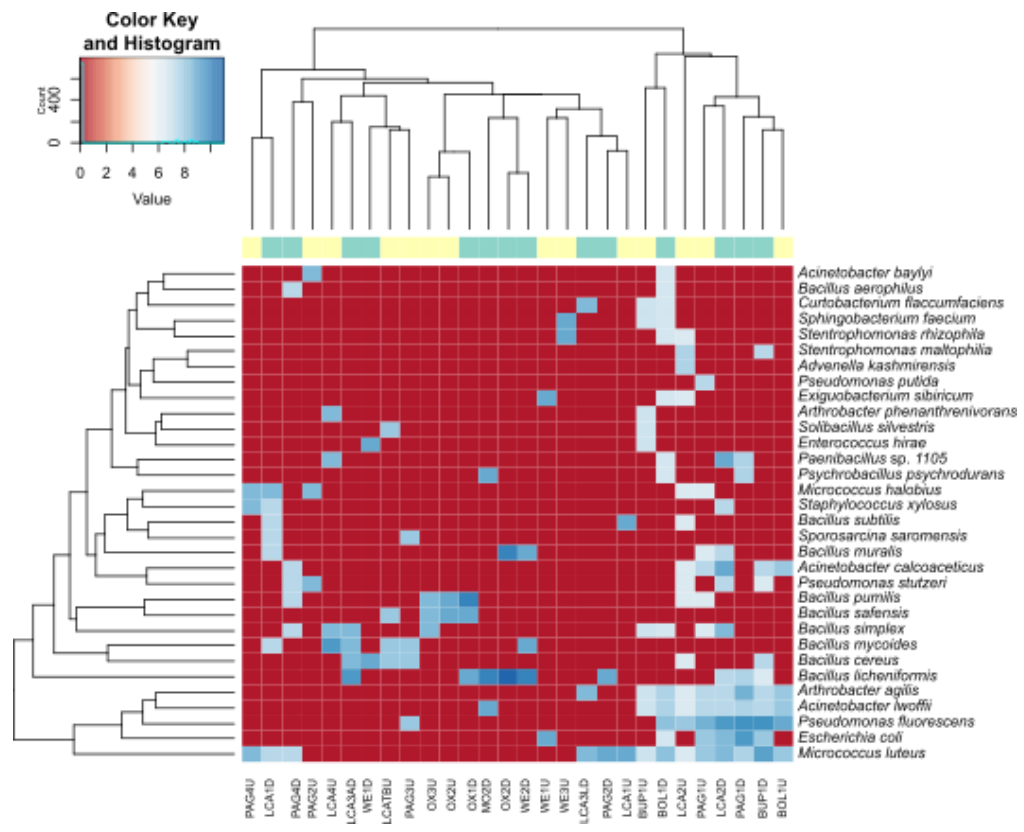 Color Key
and Histogram
Count
0 400
0 2 4 6 8
Value
Acinetobacter baylyi
Bacillus aerophilus
Curtobacterium flaccumfaciens
Sphingobacterium faecium
Stentrophomonas rhizophila
Stentrophomonas maltophilia
Advenella kashmirensis
Pseudomonas putida
Exiguobacterium sibiricum
Arthrobacter phenanthrenivorans
Solibacillus silvestris
Enterococcus hirae
Paenibacillus sp. 1105
Psychrobacillus psychrodurans
Micrococcus halobius
Staphylococcus xylosus
Bacillus subtilis
Sporosarcina saromensis
Bacillus muralis
Acinetobacter calcoaceticus
Pseudomonas stutzeri
Bacillus pumilis
Bacillus safensis
Bacillus simplex
Bacillus mycoides
Bacillus cereus
Bacillus licheniformis
Arthrobacter agilis
Acinetobacter lwoffii
Pseudomonas fluorescens
Escherichia coli
Micrococcus luteus
PAG4U
LCA1D
PAG4D
PAG2U
LCA4U
LCA3AD
WE1D
LCATBU
PAG3U
OX3U
OX2U
OX1D
MO2D
OX2D
WE2D
WE1U
WE3U
LCA3LD
PAG2D
LCA1U
BUP1U
BOL1D
LCA2U
PAG1U
LCA2D
PAG1D
BUP1D
BOL1U